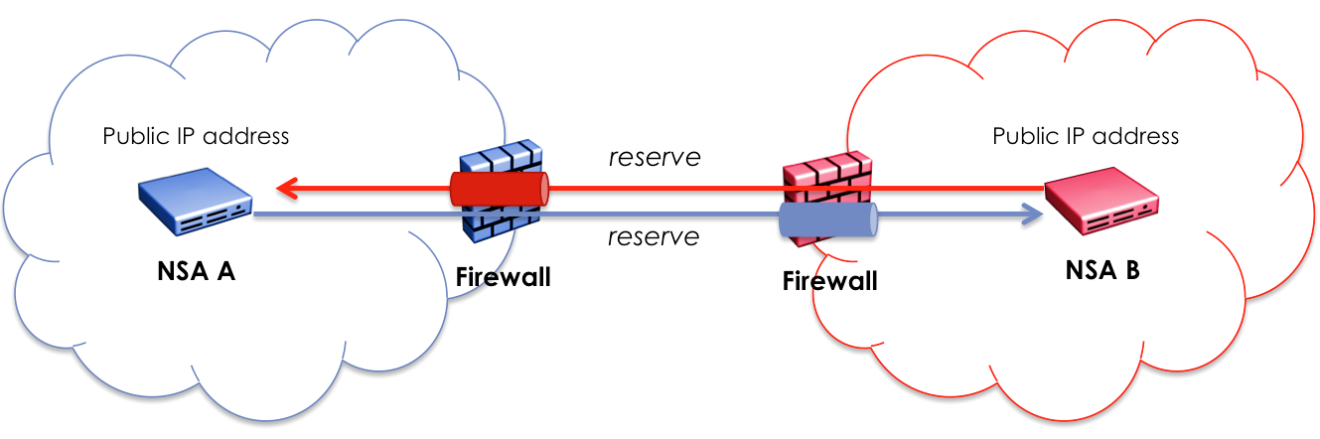 Public IP address
Public IP address
reserve
reserve
NSA A
Firewall
Firewall
NSA B